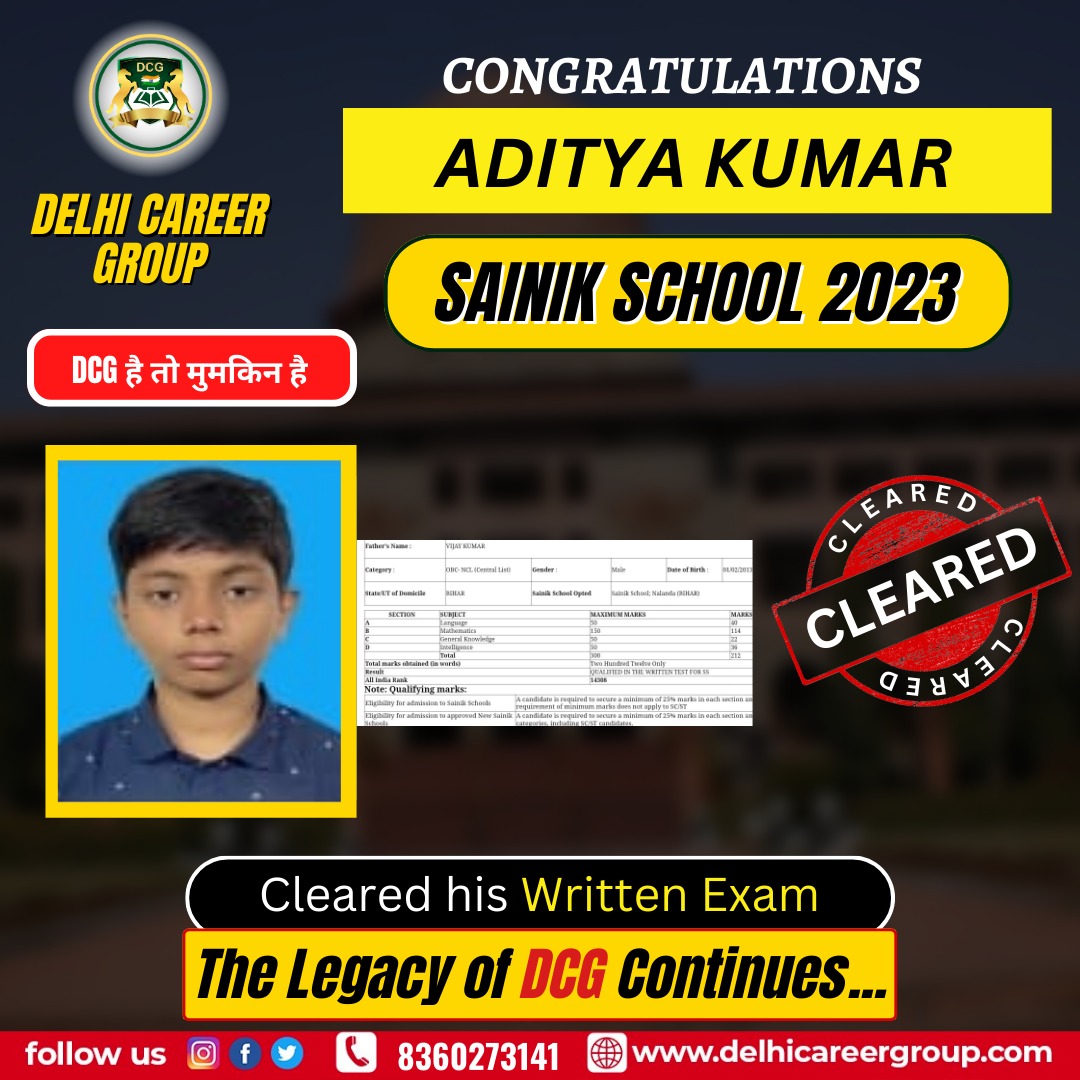 DCG
DELHI CAREER
GROUP
CONGRATULATIONS
ADITYA KUMAR
SAINIK SCHOOL 2023
DCG है तो मुमकिन है
Father's Name : VIJAY KUMAR
Category : OBC- NCL (Central List) Gender : Male Date of Birth : 01/02/2011
State/UT of Domicile BIHAR Sainik School Opted Sainik School; Nalanda (BIHAR)
SECTION SUBJECT MAXIMUM MARKS MARKS
A Language 50 40
B Mathematics 150 114
C General Knowledge 50 22
D Intelligence 50 36
Total 300 212
Total marks obtained (in words) Two Hundred Twelve Only
Result QUALIFIED IN THE WRITTEN TEST FOR SS
All India Rank 14308
Note: Qualifying marks:
Eligibility for admission to Sainik Schools A candidate is required to secure a minimum of 25% marks in each section an
requirement of minimum marks does not apply to SC/ST
Eligibility for admission to approved New Sainik A candidate is required to secure a minimum of 25% marks in each section an
Schools categories, including SC/ST candidates.
CLEARED
CLEARED
CLEARED
Cleared his Written Exam
The Legacy of DCG Continues...
follow us 8360273141 www.delhicareergroup.com